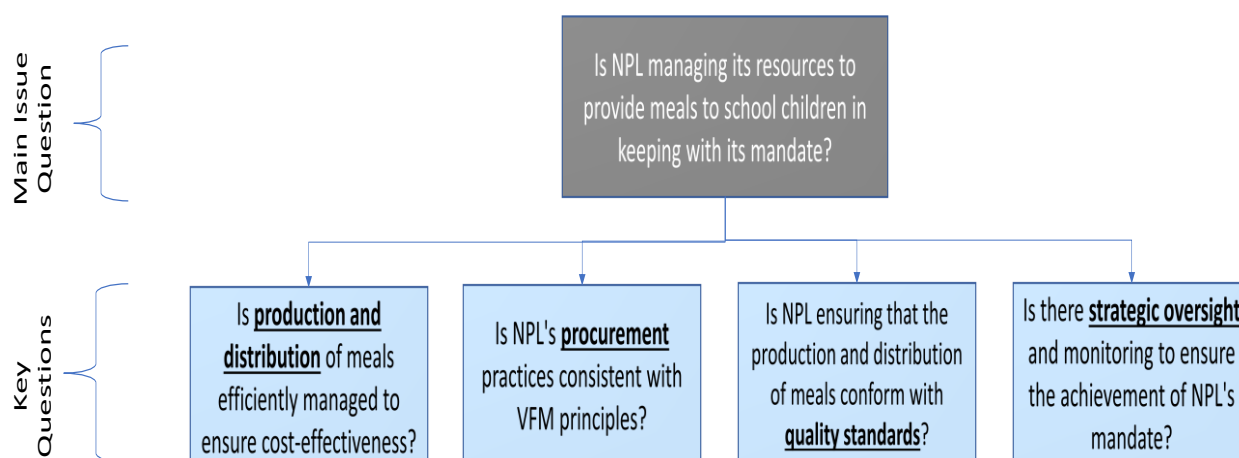 Main Issue
Question
Is NPL managing its resources to
provide meals to school children in
keeping with its mandate?
Key
Questions
Is production and
distribution of meals
efficiently managed to
ensure cost-effectiveness?
Is NPL's procurement
practices consistent with
VFM principles?
Is NPL ensuring that the
production and distribution
of meals conform with
quality standards?
Is there strategic oversight
and monitoring to ensure
the achievement of NPL's
mandate?